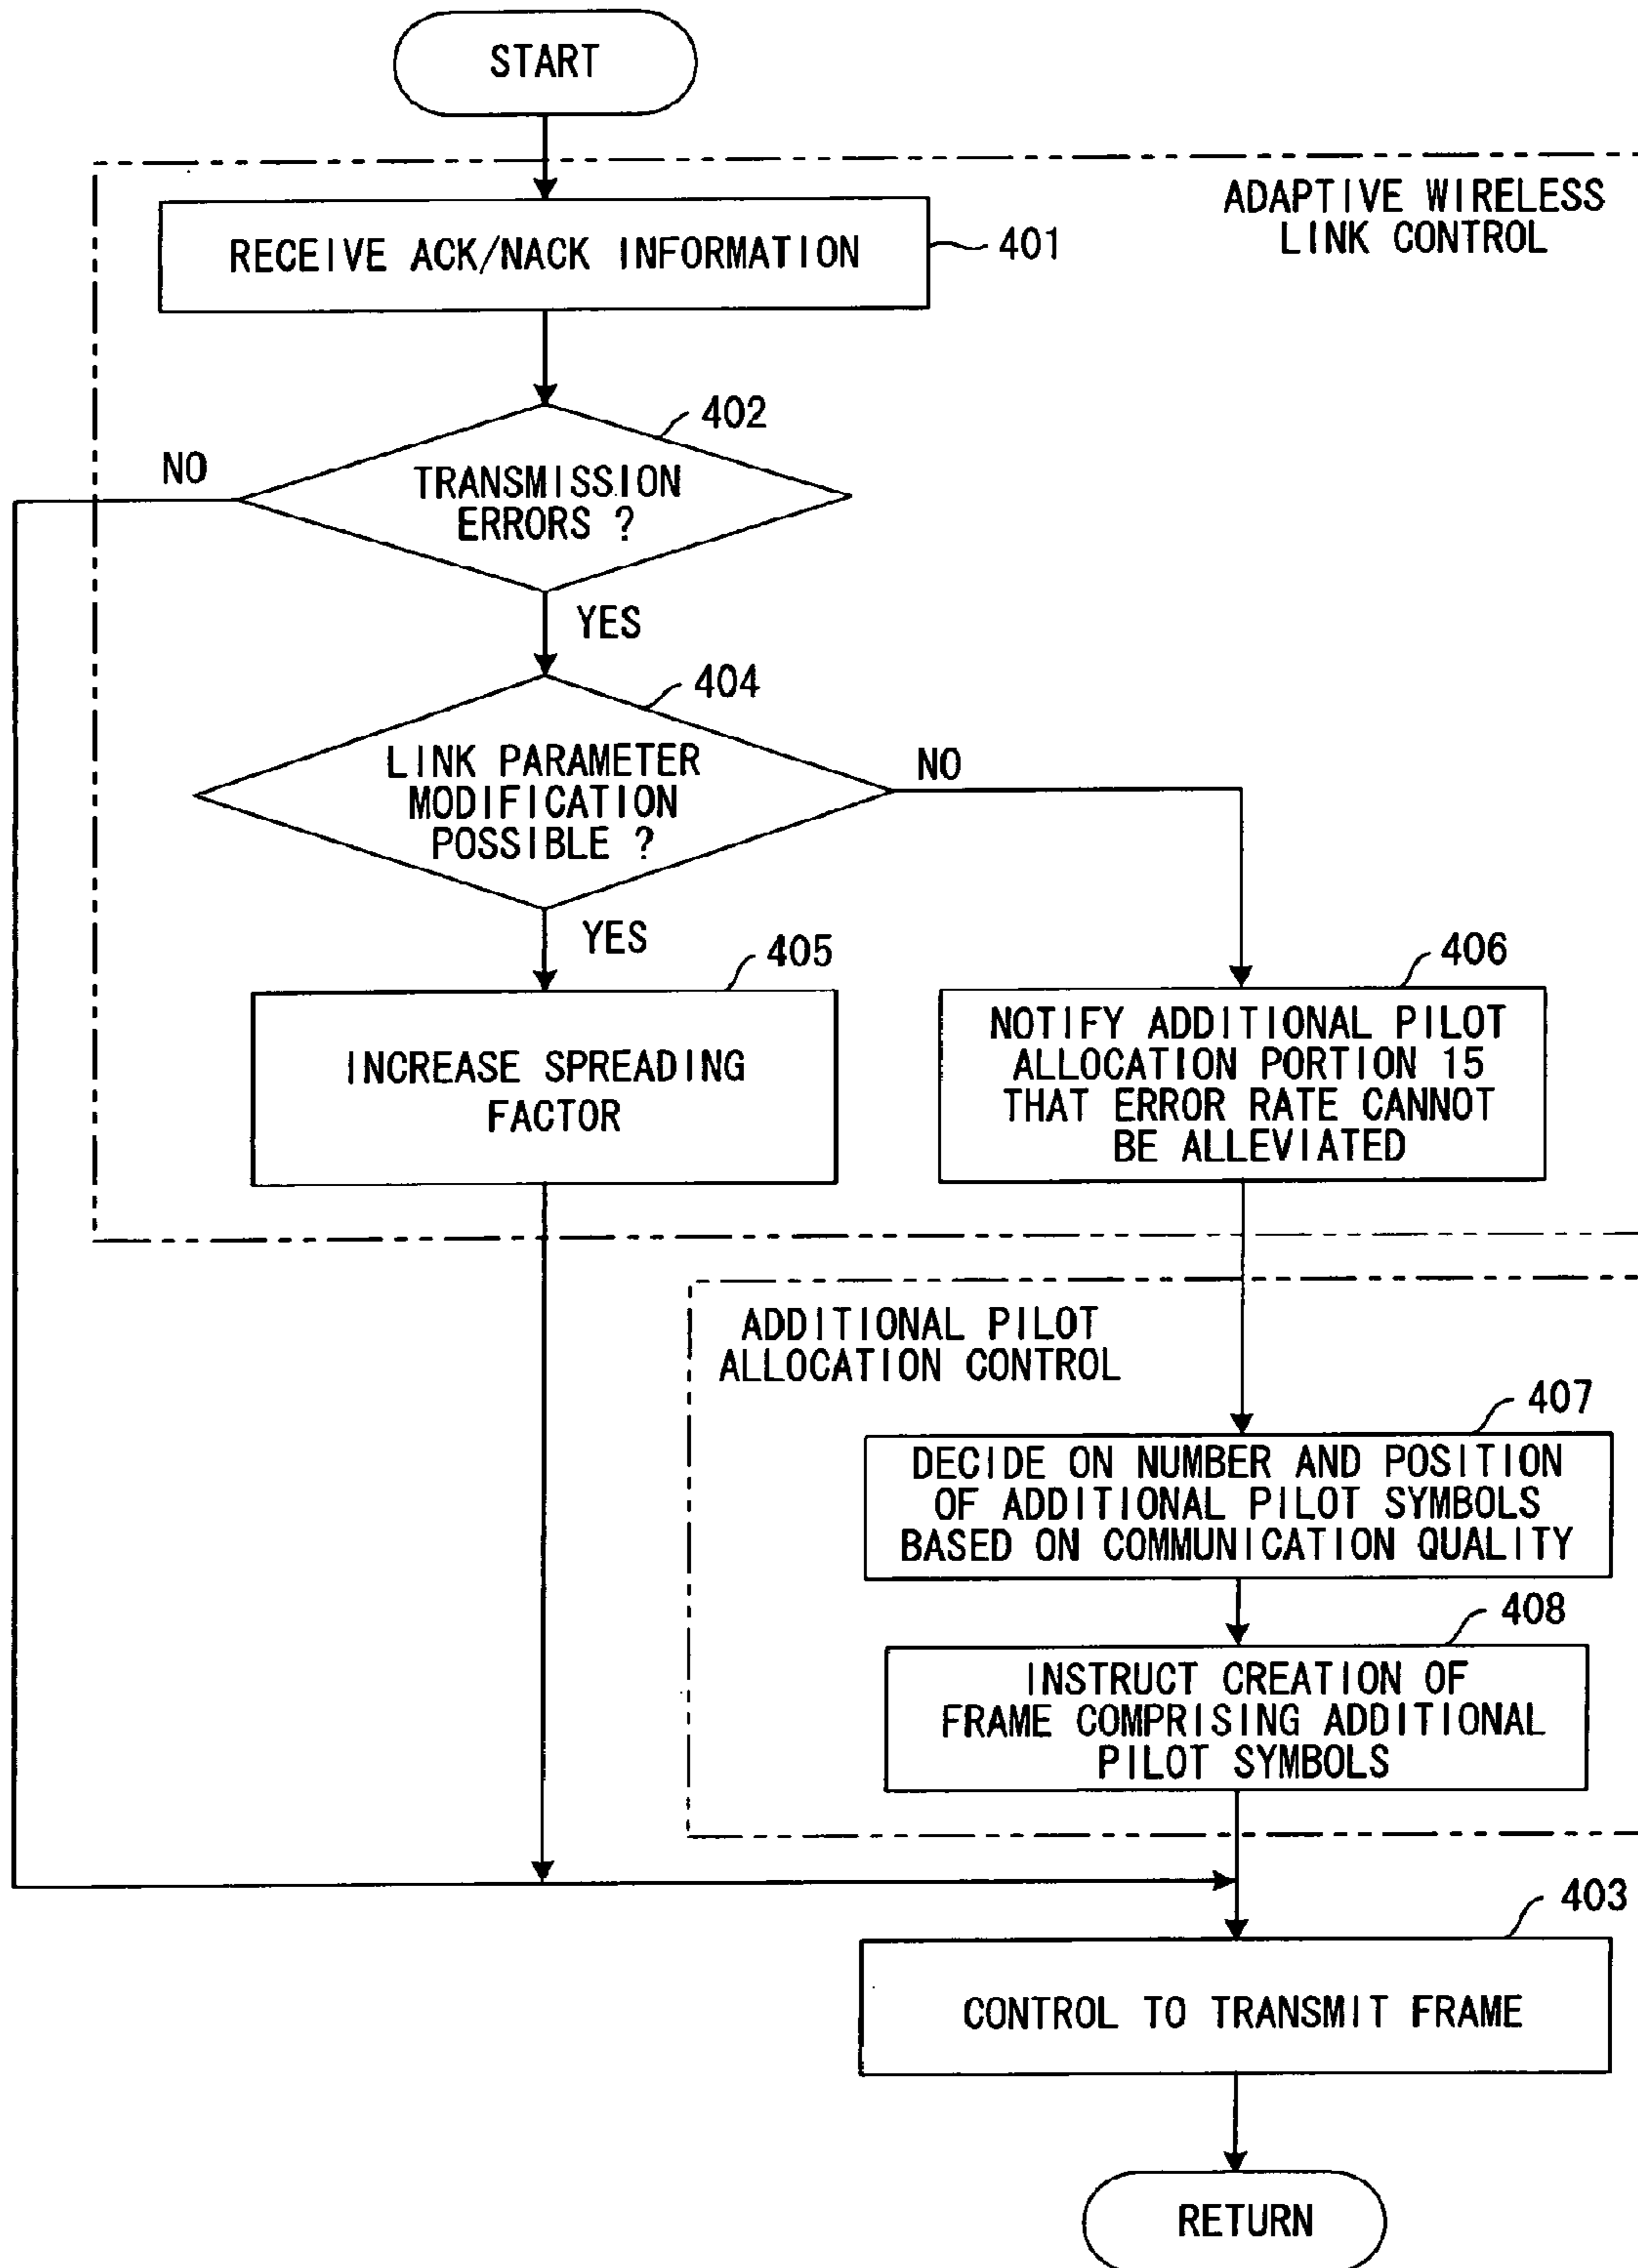 START
ADAPTIVE WIRELESS
LINK CONTROL
RECEIVE ACK/NACK INFORMATION
401
402
NO
TRANSMISSION
ERRORS ?
YES
404
LINK PARAMETER
MODIFICATION
POSSIBLE ?
NO
YES
405
INCREASE SPREADING
FACTOR
406
NOTIFY ADDITIONAL PILOT
ALLOCATION PORTION 15
THAT ERROR RATE CANNOT
BE ALLEVIATED
ADDITIONAL PILOT
ALLOCATION CONTROL
407
DECIDE ON NUMBER AND POSITION
OF ADDITIONAL PILOT SYMBOLS
BASED ON COMMUNICATION QUALITY
408
INSTRUCT CREATION OF
FRAME COMPRISING ADDITIONAL
PILOT SYMBOLS
403
CONTROL TO TRANSMIT FRAME
RETURN